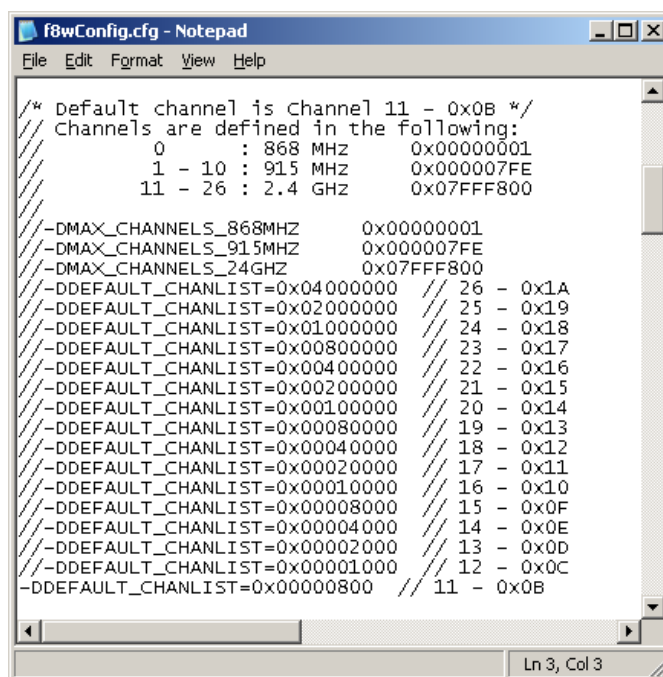 f8wConfig.cfg - Notepad
File Edit Format View Help
/* Default channel is Channel 11 - 0x0B */
// Channels are defined in the following:
// 0 : 868 MHz 0x00000001
// 1 - 10 : 915 MHz 0x000007FE
// 11 - 26 : 2.4 GHz 0x07FFF800
//
//-DMAX_CHANNELS_868MHZ 0x00000001
//-DMAX_CHANNELS_915MHZ 0x000007FE
//-DMAX_CHANNELS_24GHZ 0x07FFF800
//-DDEFAULT_CHANLIST=0x04000000 // 26 - 0x1A
//-DDEFAULT_CHANLIST=0x02000000 // 25 - 0x19
//-DDEFAULT_CHANLIST=0x01000000 // 24 - 0x18
//-DDEFAULT_CHANLIST=0x00800000 // 23 - 0x17
//-DDEFAULT_CHANLIST=0x00400000 // 22 - 0x16
//-DDEFAULT_CHANLIST=0x00200000 // 21 - 0x15
//-DDEFAULT_CHANLIST=0x00100000 // 20 - 0x14
//-DDEFAULT_CHANLIST=0x00080000 // 19 - 0x13
//-DDEFAULT_CHANLIST=0x00040000 // 18 - 0x12
//-DDEFAULT_CHANLIST=0x00020000 // 17 - 0x11
//-DDEFAULT_CHANLIST=0x00010000 // 16 - 0x10
//-DDEFAULT_CHANLIST=0x00008000 // 15 - 0x0F
//-DDEFAULT_CHANLIST=0x00004000 // 14 - 0x0E
//-DDEFAULT_CHANLIST=0x00002000 // 13 - 0x0D
//-DDEFAULT_CHANLIST=0x00001000 // 12 - 0x0C
-DDEFAULT_CHANLIST=0x00000800 // 11 - 0x0B
Ln 3, Col 3